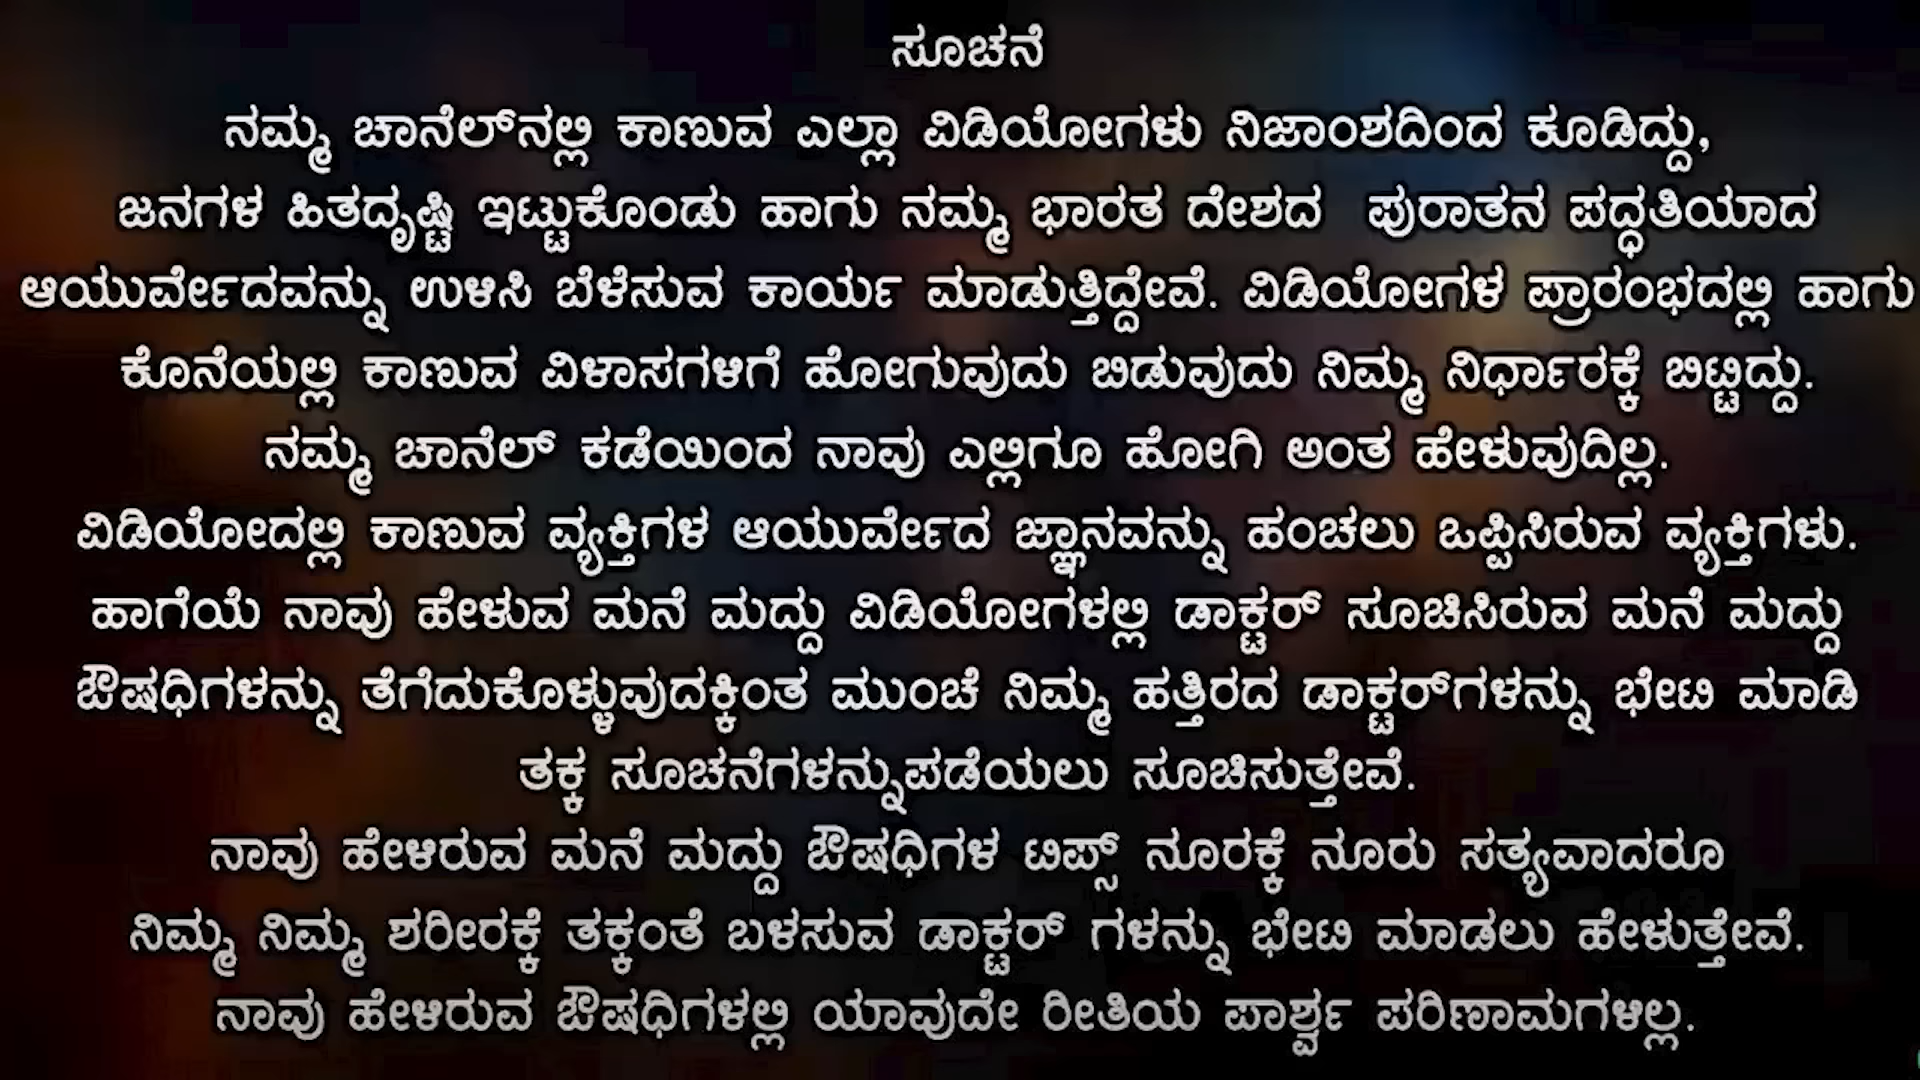 ಸೂಚನೆ
ನಮ್ಮ ಚಾನೆಲ್‌ನಲ್ಲಿ ಕಾಣುವ ಎಲ್ಲಾ ವಿಡಿಯೋಗಳು ನಿಜಾಂಶದಿಂದ ಕೂಡಿದ್ದು,
ಜನಗಳ ಹಿತದೃಷ್ಟಿ ಇಟ್ಟುಕೊಂಡು ಹಾಗು ನಮ್ಮ ಭಾರತ ದೇಶದ ಪುರಾತನ ಪದ್ಧತಿಯಾದ
ಆಯುರ್ವೇದವನ್ನು ಉಳಿಸಿ ಬೆಳೆಸುವ ಕಾರ್ಯ ಮಾಡುತ್ತಿದ್ದೇವೆ. ವಿಡಿಯೋಗಳ ಪ್ರಾರಂಭದಲ್ಲಿ ಹಾಗು
ಕೊನೆಯಲ್ಲಿ ಕಾಣುವ ವಿಳಾಸಗಳಿಗೆ ಹೋಗುವುದು ಬಿಡುವುದು ನಿಮ್ಮ ನಿರ್ಧಾರಕ್ಕೆ ಬಿಟ್ಟಿದ್ದು.
ನಮ್ಮ ಚಾನೆಲ್ ಕಡೆಯಿಂದ ನಾವು ಎಲ್ಲಿಗೂ ಹೋಗಿ ಅಂತ ಹೇಳುವುದಿಲ್ಲ.
ವಿಡಿಯೋದಲ್ಲಿ ಕಾಣುವ ವ್ಯಕ್ತಿಗಳ ಆಯುರ್ವೇದ ಜ್ಞಾನವನ್ನು ಹಂಚಲು ಒಪ್ಪಿಸಿರುವ ವ್ಯಕ್ತಿಗಳು.
ಹಾಗೆಯೆ ನಾವು ಹೇಳುವ ಮನೆ ಮದ್ದು ವಿಡಿಯೋಗಳಲ್ಲಿ ಡಾಕ್ಟರ್ ಸೂಚಿಸಿರುವ ಮನೆ ಮದ್ದು
ಔಷಧಿಗಳನ್ನು ತೆಗೆದುಕೊಳ್ಳುವುದಕ್ಕಿಂತ ಮುಂಚೆ ನಿಮ್ಮ ಹತ್ತಿರದ ಡಾಕ್ಟರ್‌ಗಳನ್ನು ಭೇಟಿ ಮಾಡಿ
ತಕ್ಕ ಸೂಚನೆಗಳನ್ನುಪಡೆಯಲು ಸೂಚಿಸುತ್ತೇವೆ.
ನಾವು ಹೇಳಿರುವ ಮನೆ ಮದ್ದು ಔಷಧಿಗಳ ಟಿಪ್ಸ್ ನೂರಕ್ಕೆ ನೂರು ಸತ್ಯವಾದರೂ
ನಿಮ್ಮ ನಿಮ್ಮ ಶರೀರಕ್ಕೆ ತಕ್ಕಂತೆ ಬಳಸುವ ಡಾಕ್ಟರ್ ಗಳನ್ನು ಭೇಟಿ ಮಾಡಲು ಹೇಳುತ್ತೇವೆ.
ನಾವು ಹೇಳಿರುವ ಔಷಧಿಗಳಲ್ಲಿ ಯಾವುದೇ ರೀತಿಯ ಪಾರ್ಶ್ವ ಪರಿಣಾಮಗಳಿಲ್ಲ.